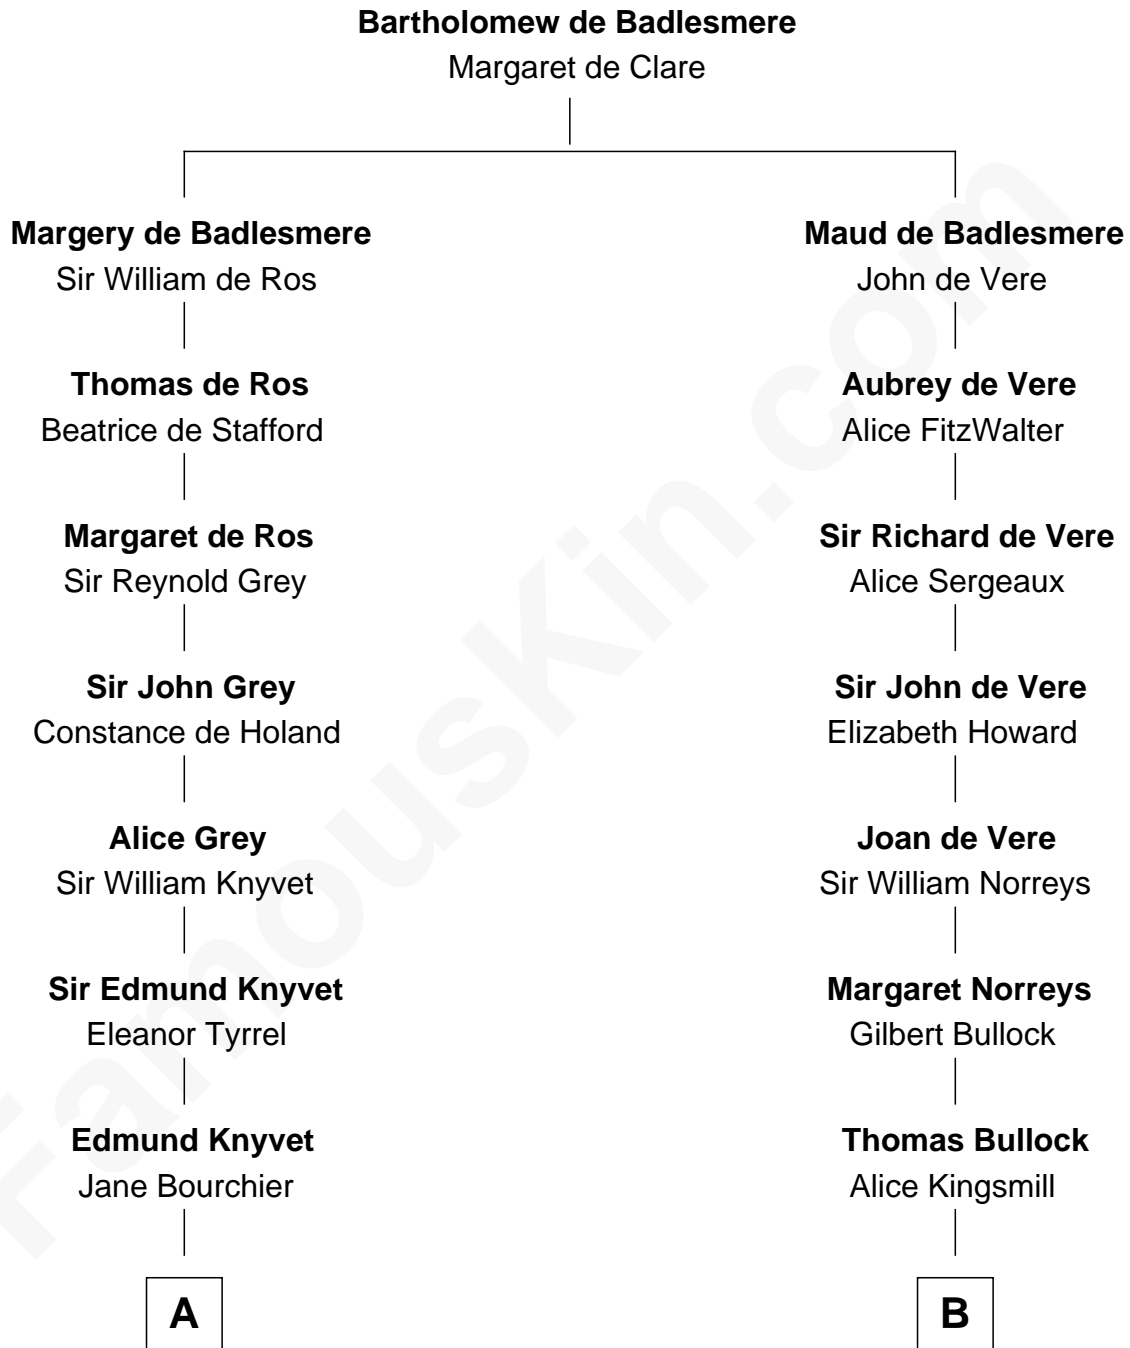 Bartholomew de Badlesmere
Margaret de Clare
Margery de Badlesmere
Sir William de Ros
Maud de Badlesmere
John de Vere
Thomas de Ros
Beatrice de Stafford
Aubrey de Vere
Alice FitzWalter
Margaret de Ros
Sir Reynold Grey
Sir Richard de Vere
Alice Sergeaux
Sir John Grey
Constance de Holand
Sir John de Vere
Elizabeth Howard
Alice Grey
Sir William Knyvet
Joan de Vere
Sir William Norreys
Sir Edmund Knyvet
Eleanor Tyrrel
Margaret Norreys
Gilbert Bullock
Edmund Knyvet
Jane Bourchier
Thomas Bullock
Alice Kingsmill
A
B
FamousKin.com